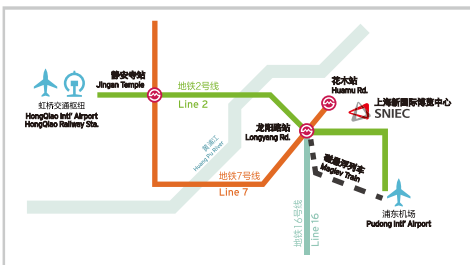 静安寺站
Jingan Temple
地铁2号线
Line 2
花木站
Huamu Rd.
上海新国际博览中心
SNIEC
虹桥交通枢纽
HongQiao Intl' Airport
HongQiao Railway Sta.
龙阳路站
Longyang Rd.
黄浦江
Huang Pu River
磁悬浮列车
Maglev Train
地铁7号线
Line 7
地铁16号线
Line 16
浦东机场
Pudong Intl' Airport